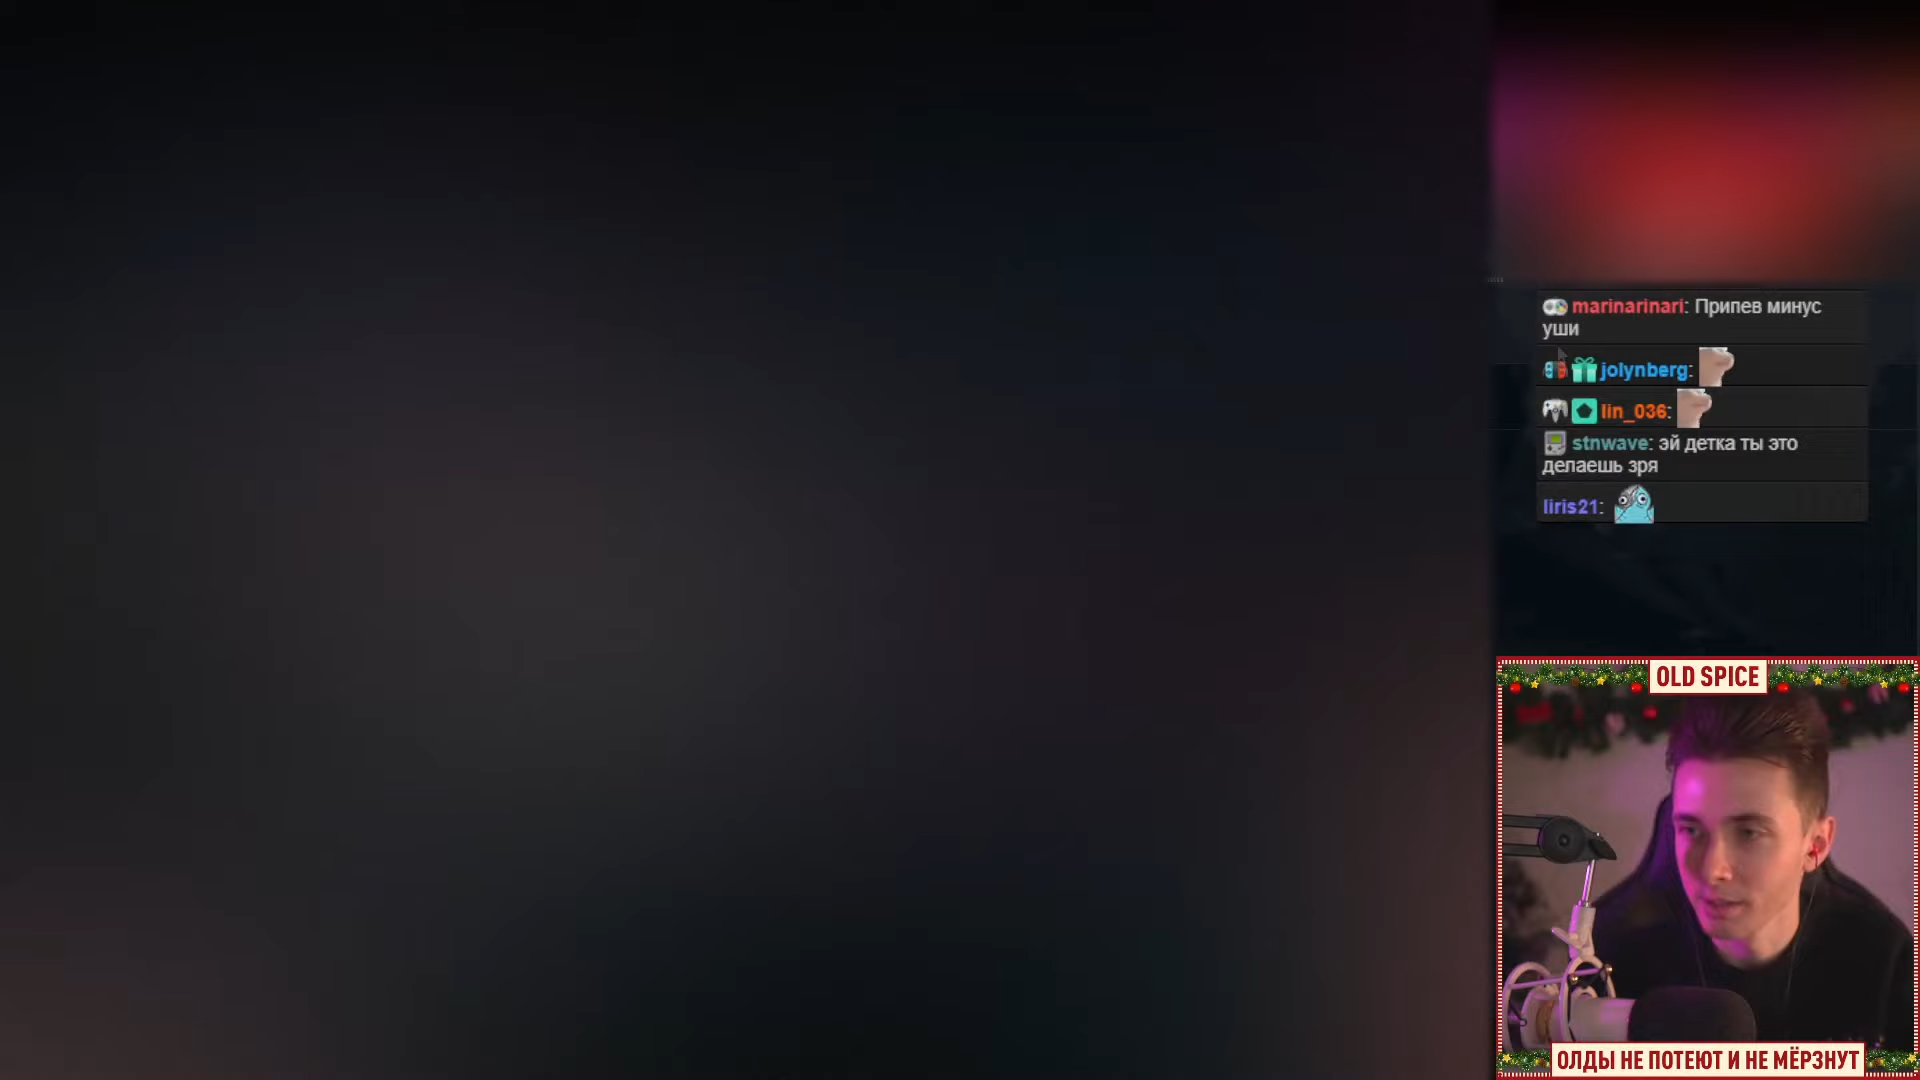 marinarinari: Припев минус
уши
jolynberg:
lin_036:
stnwave: эй детка ты это
делаешь зря
liris21:
OLD SPICE
ОЛДЫ НЕ ПОТЕЮТ И НЕ МЁРЗНУТ